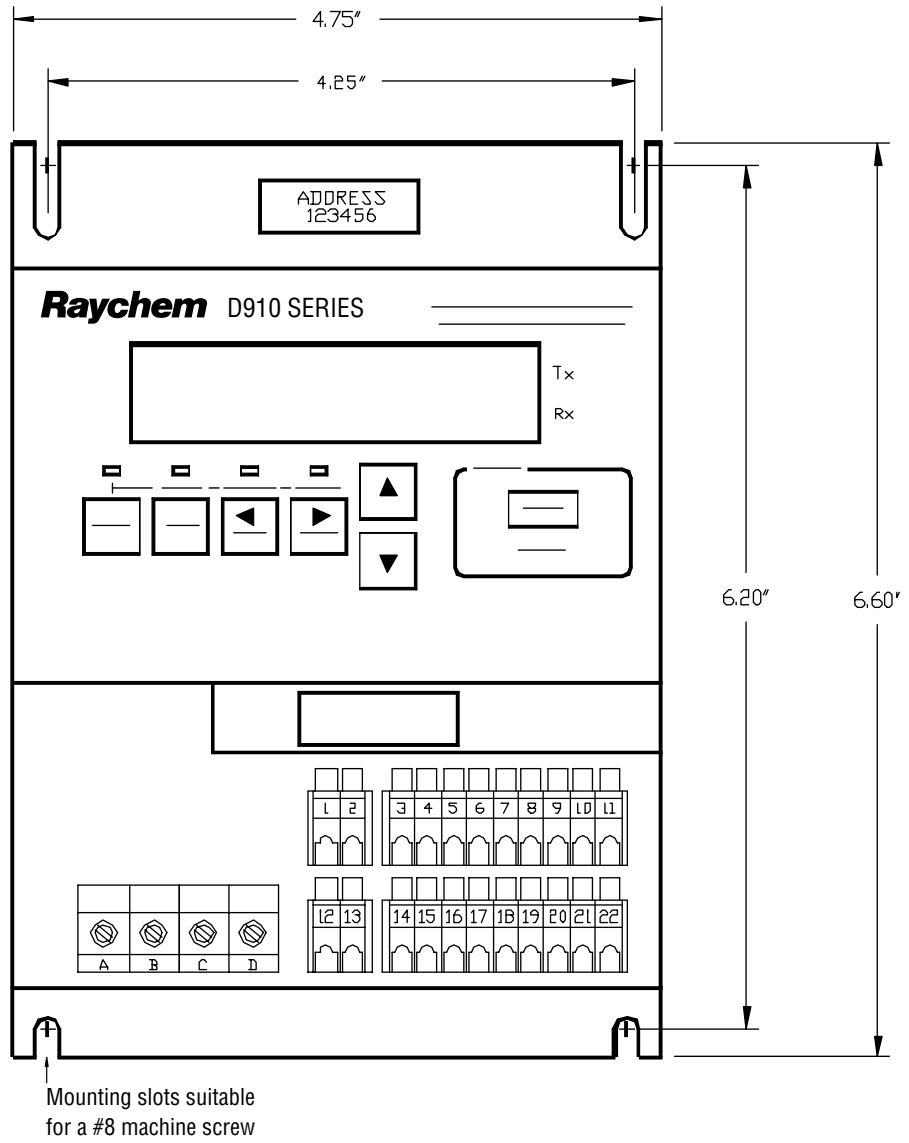 4.75"
4.25"
ADDRESS
123456
Raychem D910 SERIES
Tx
Rx
6.20"
6.60"
1 2 3 4 5 6 7 8 9 10 11
12 13 14 15 16 17 18 19 20 21 22
A B C D
Mounting slots suitable
for a #8 machine screw